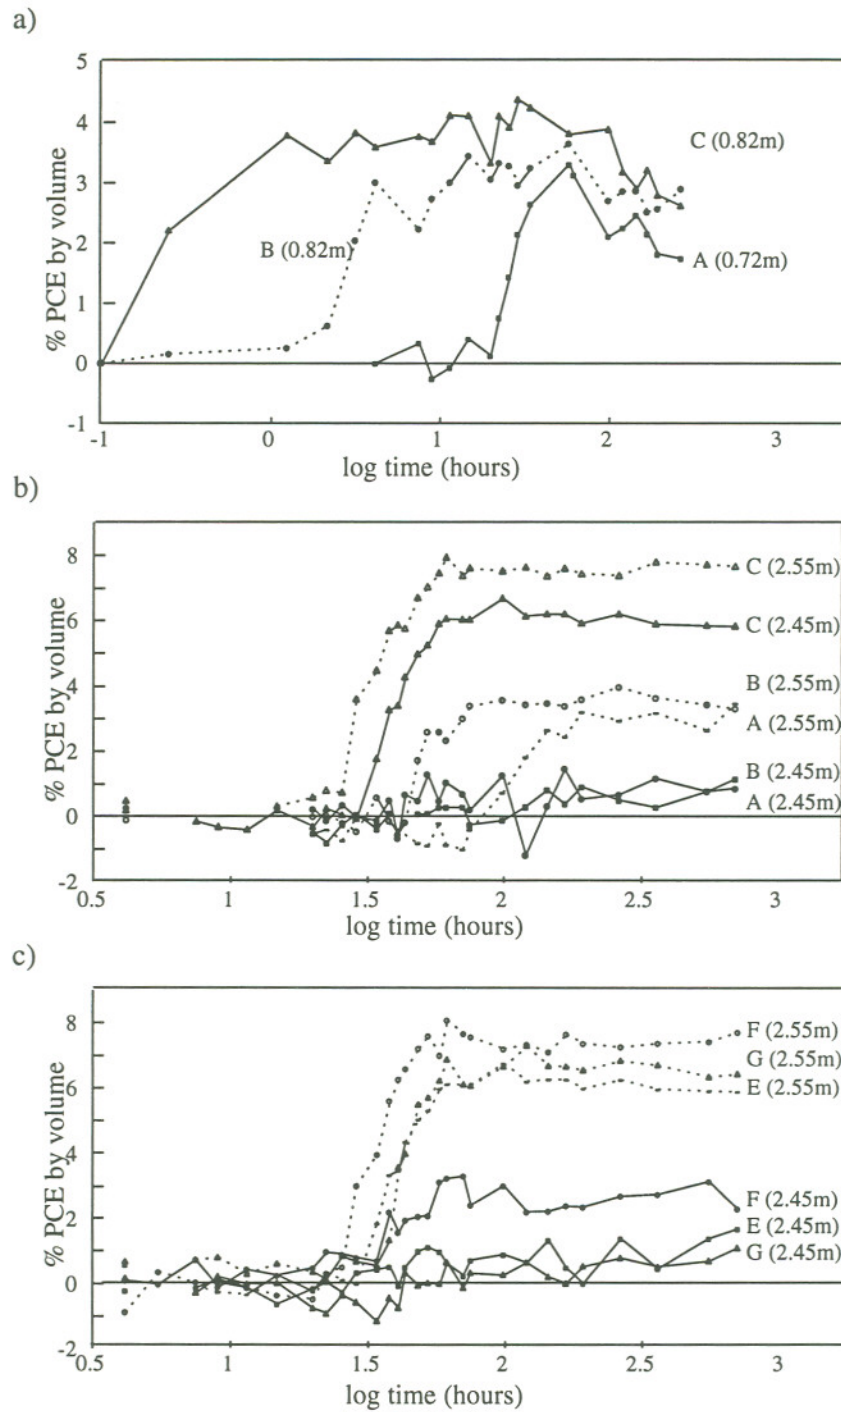 a)
5
4
3
2
1
0
-1
% PCE by volume
C (0.82m)
B (0.82m)
A (0.72m)
-1 0 1 2 3
log time (hours)
b)
8
6
4
2
0
-2
% PCE by volume
C (2.55m)
C (2.45m)
B (2.55m)
A (2.55m)
B (2.45m)
A (2.45m)
0.5 1 1.5 2 2.5 3
log time (hours)
c)
8
6
4
2
0
-2
% PCE by volume
F (2.55m)
G (2.55m)
E (2.55m)
F (2.45m)
E (2.45m)
G (2.45m)
0.5 1 1.5 2 2.5 3
log time (hours)